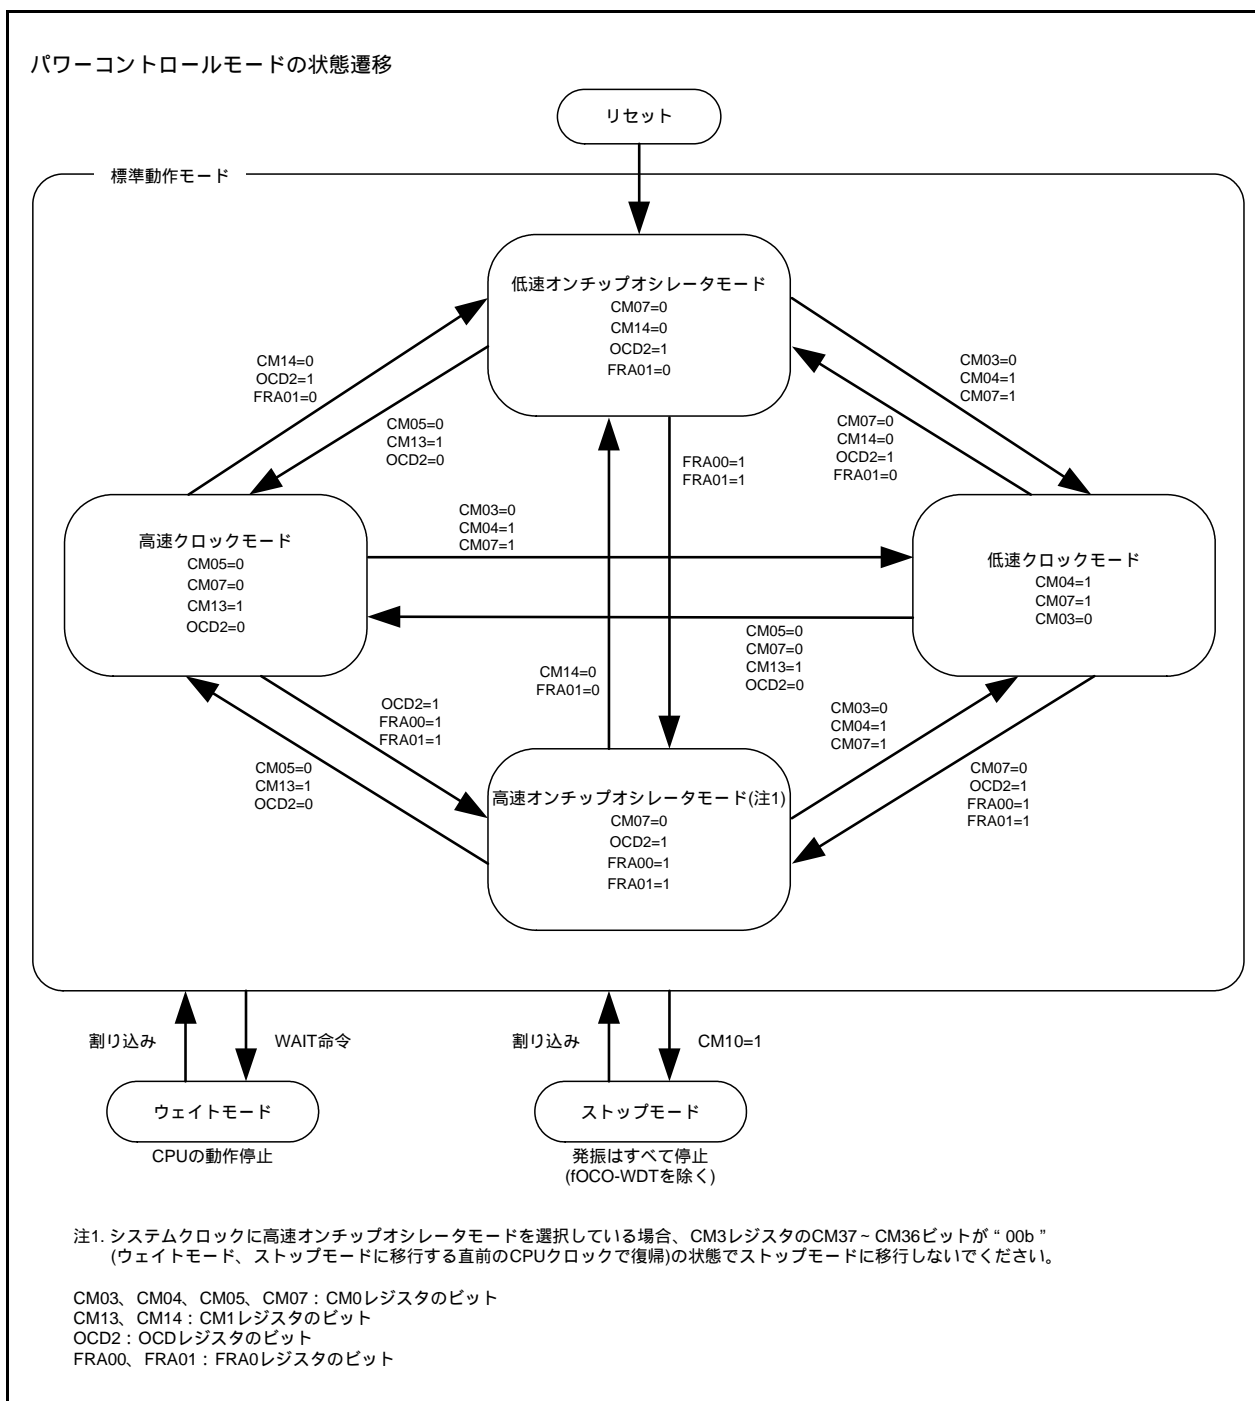 パワーコントロールモードの状態遷移
リセット
標準動作モード
低速オンチップオシレータモード
CM07=0
CM14=0
OCD2=1
FRA01=0
CM14=0
OCD2=1
FRA01=0
CM05=0
CM13=1
OCD2=0
CM03=0
CM04=1
CM07=1
CM07=0
CM14=0
OCD2=1
FRA01=0
FRA00=1
FRA01=1
高速クロックモード
CM05=0
CM07=0
CM13=1
OCD2=0
CM03=0
CM04=1
CM07=1
低速クロックモード
CM04=1
CM07=1
CM03=0
CM05=0
CM07=0
CM13=1
OCD2=0
CM14=0
FRA01=0
OCD2=1
FRA00=1
FRA01=1
CM05=0
CM13=1
OCD2=0
CM03=0
CM04=1
CM07=1
CM07=0
OCD2=1
FRA00=1
FRA01=1
高速オンチップオシレータモード(注1)
CM07=0
OCD2=1
FRA00=1
FRA01=1
割り込み
WAIT命令
割り込み
CM10=1
ウェイトモード
ストップモード
CPUの動作停止
発振はすべて停止
(fOCO-WDTを除く)
注1. システムクロックに高速オンチップオシレータモードを選択している場合、CM3レジスタのCM37～CM36ビットが“00b”
(ウェイトモード、ストップモードに移行する直前のCPUクロックで復帰)の状態でストップモードに移行しないでください。
CM03、CM04、CM05、CM07：CM0レジスタのビット
CM13、CM14：CM1レジスタのビット
OCD2：OCDレジスタのビット
FRA00、FRA01：FRA0レジスタのビット